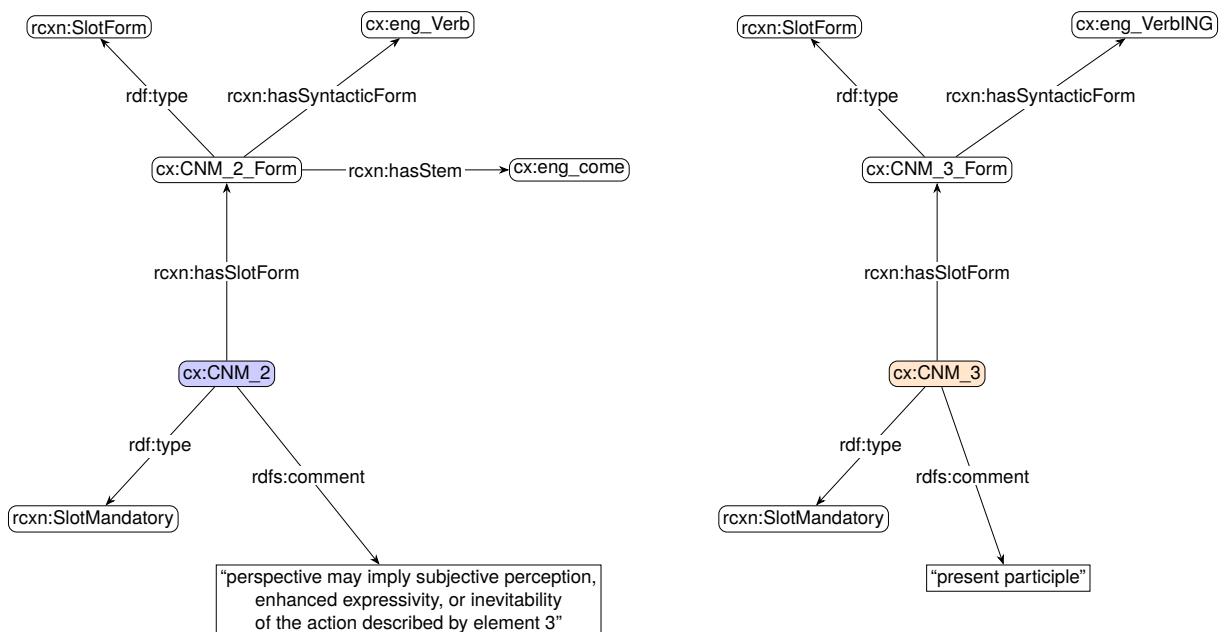 rcxn:SlotForm
cx:eng_Verb
rdf:type
rcxn:hasSyntacticForm
cx:CNM_2_Form
rcxn:hasStem
cx:eng_come
rcxn:hasSlotForm
cx:CNM_2
rdf:type
rdfs:comment
rcxn:SlotMandatory
“perspective may imply subjective perception,
enhanced expressivity, or inevitability
of the action described by element 3”
rcxn:SlotForm
cx:eng_VerbING
rdf:type
rcxn:hasSyntacticForm
cx:CNM_3_Form
rcxn:hasSlotForm
cx:CNM_3
rdf:type
rdfs:comment
rcxn:SlotMandatory
“present participle”